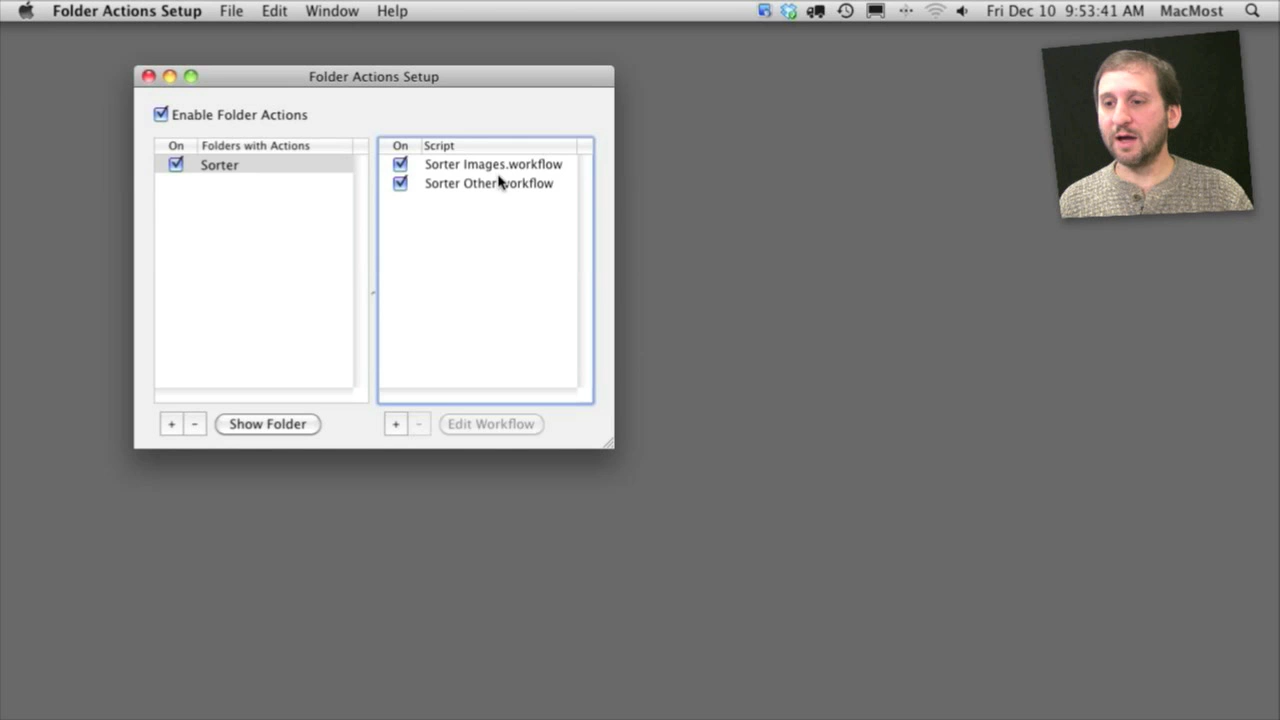 Folder Actions Setup File Edit Window Help Fri Dec 10 9:53:41 AM MacMost
Folder Actions Setup
Enable Folder Actions
On Folders with Actions
Sorter
On Script
Sorter Images.workflow
Sorter Other.workflow
+ - Show Folder
+ - Edit Workflow